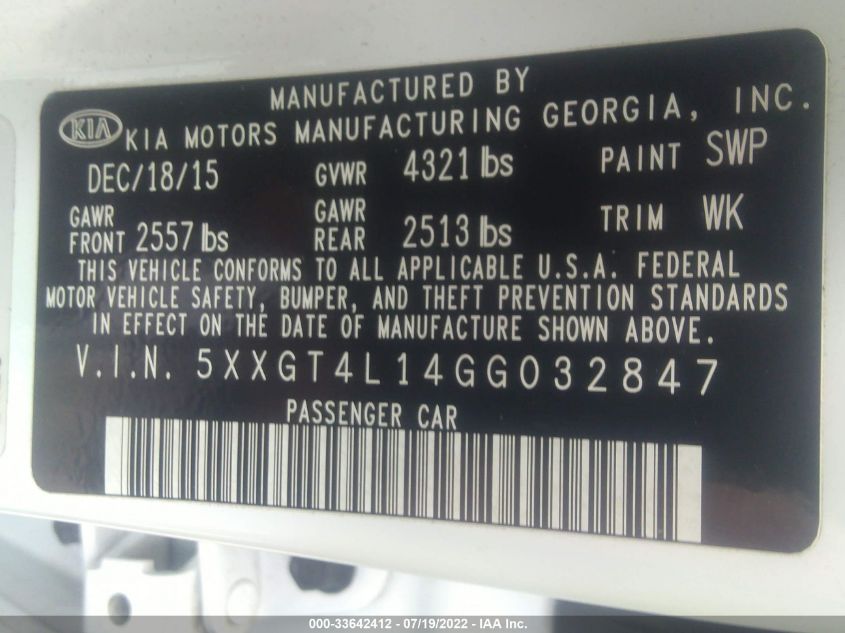 MANUFACTURED BY
KIA KIA MOTORS MANUFACTURING GEORGIA, INC.
DEC/18/15 GVWR 4321 lbs PAINT SWP
GAWR FRONT 2557 lbs GAWR REAR 2513 lbs TRIM WK
THIS VEHICLE CONFORMS TO ALL APPLICABLE U.S.A. FEDERAL
MOTOR VEHICLE SAFETY, BUMPER, AND THEFT PREVENTION STANDARDS
IN EFFECT ON THE DATE OF MANUFACTURE SHOWN ABOVE.
V.I.N. 5XXGT4L14GG032847
PASSENGER CAR
000-33642412 - 07/19/2022 - IAA Inc.